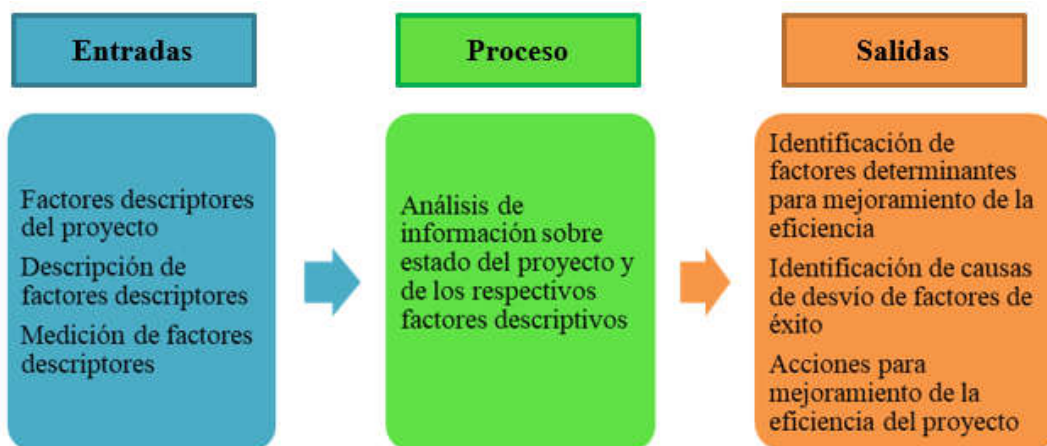 Entradas
Proceso
Salidas
Factores descriptores
del proyecto
Descripción de
factores descriptores
Medición de factores
descriptores
Análisis de
información sobre
estado del proyecto y
de los respectivos
factores descriptivos
Identificación de
factores determinantes
para mejoramiento de la
eficiencia
Identificación de causas
de desvío de factores de
éxito
Acciones para
mejoramiento de la
eficiencia del proyecto